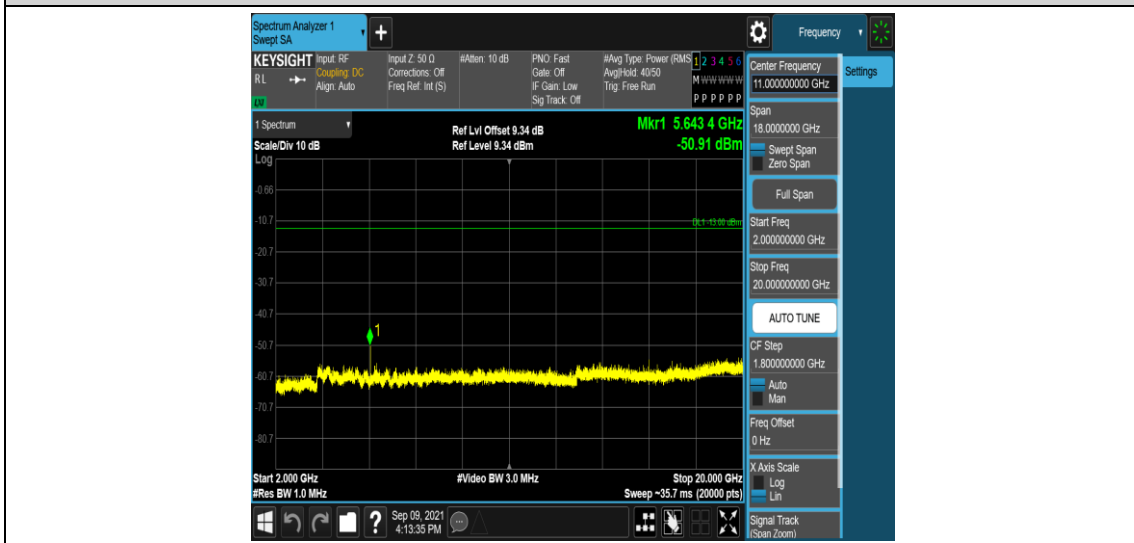 Spectrum Analyzer 1
Swept SA
+
Frequency
KEYSIGHT
RL
LXI
Input: RF
Coupling: DC
Align: Auto
Input Z: 50 Ω
Corrections: Off
Freq Ref: Int (S)
#Atten: 10 dB
PNO: Fast
Gate: Off
IF Gain: Low
Sig Track: Off
#Avg Type: Power (RMS
Avg|Hold: 40/50
Trig: Free Run
1 2 3 4 5 6
M W W W W W
P P P P P P
1 Spectrum
Scale/Div 10 dB
Log
Ref Lvl Offset 9.34 dB
Ref Level 9.34 dBm
Mkr1 5.643 4 GHz
-50.91 dBm
-0.66
-10.7
DL1 -13.00 dBm
-20.7
-30.7
-40.7
1
-50.7
-60.7
-70.7
-80.7
Start 2.000 GHz
#Res BW 1.0 MHz
#Video BW 3.0 MHz
Stop 20.000 GHz
Sweep ~35.7 ms (20000 pts)
?
Sep 09, 2021
4:13:35 PM
Center Frequency
11.000000000 GHz
Settings
Span
18.0000000 GHz
Swept Span
Zero Span
Full Span
Start Freq
2.000000000 GHz
Stop Freq
20.000000000 GHz
AUTO TUNE
CF Step
1.800000000 GHz
Auto
Man
Freq Offset
0 Hz
X Axis Scale
Log
Lin
Signal Track
(Span Zoom)